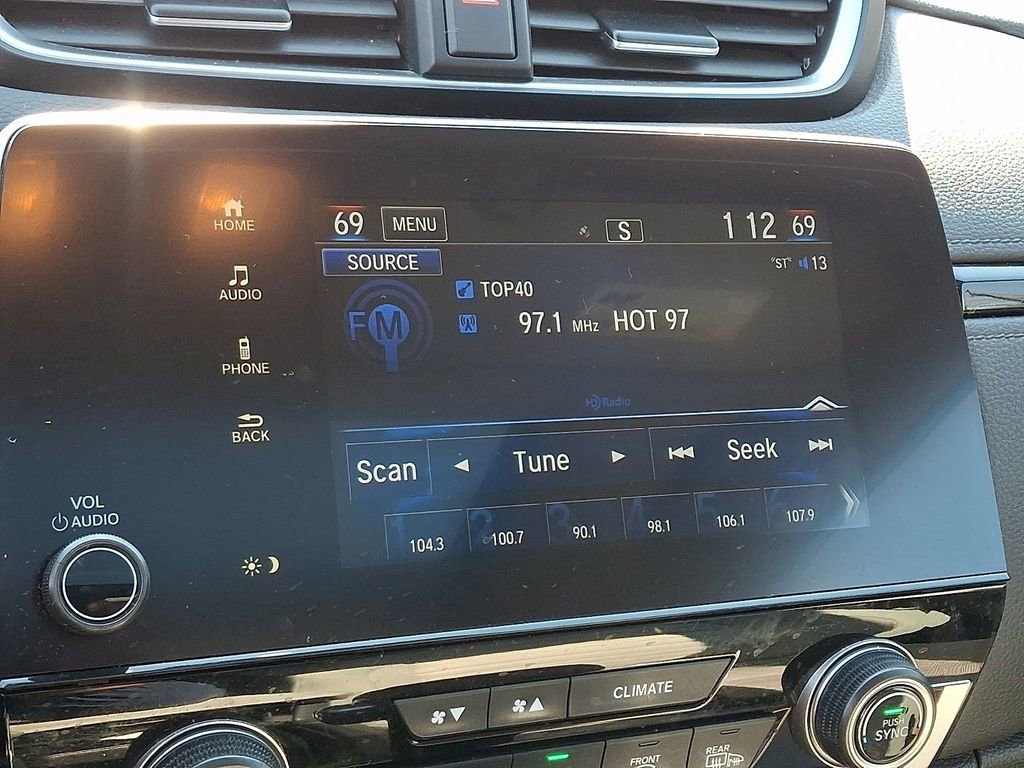 HOME
AUDIO
PHONE
BACK
VOL
AUDIO
69 MENU S 1 12 69
SOURCE "ST" 13
FM
TOP40
97.1 MHz HOT 97
HD Radio
Scan Tune Seek
1 104.3 2 100.7 3 90.1 4 98.1 5 106.1 6 107.9
CLIMATE
FRONT
REAR
PUSH
SYNC